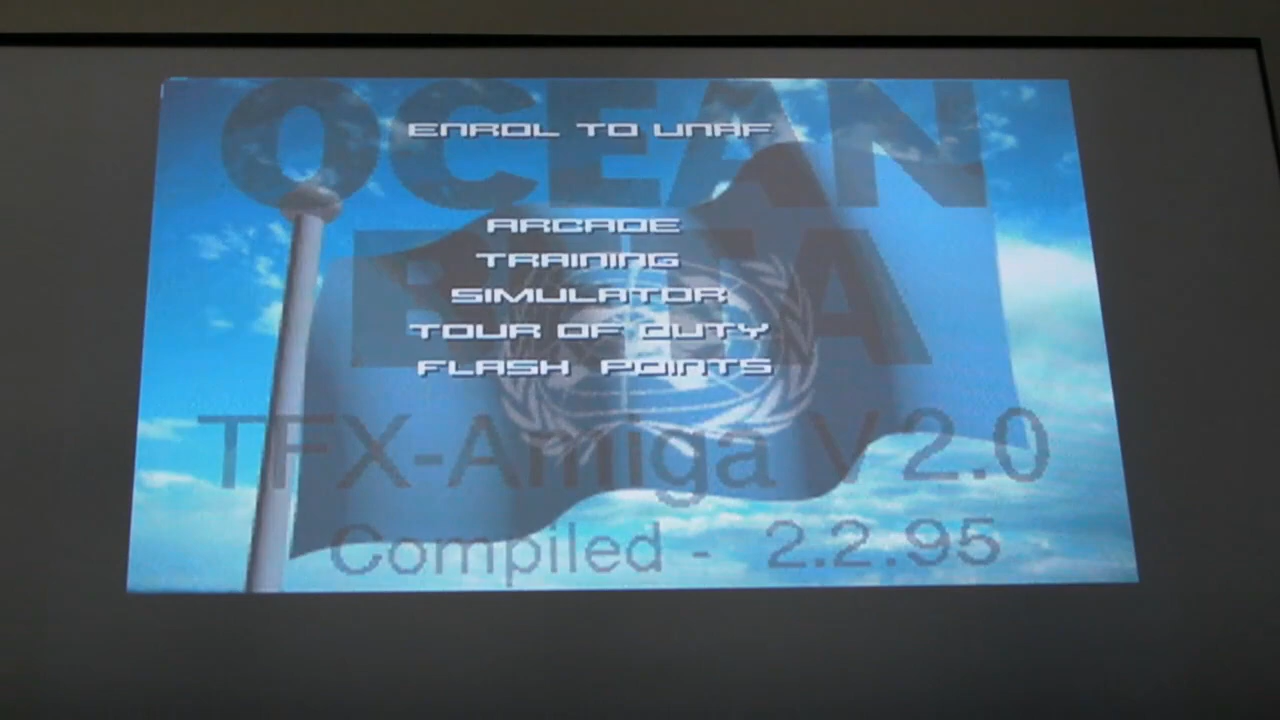 OCEAN
ENROL TO UNAF
BETA
ARCADE
TRAINING
SIMULATOR
TOUR OF DUTY
FLASH POINTS
TFX-Amiga V 2.0
Compiled - 2.2.95